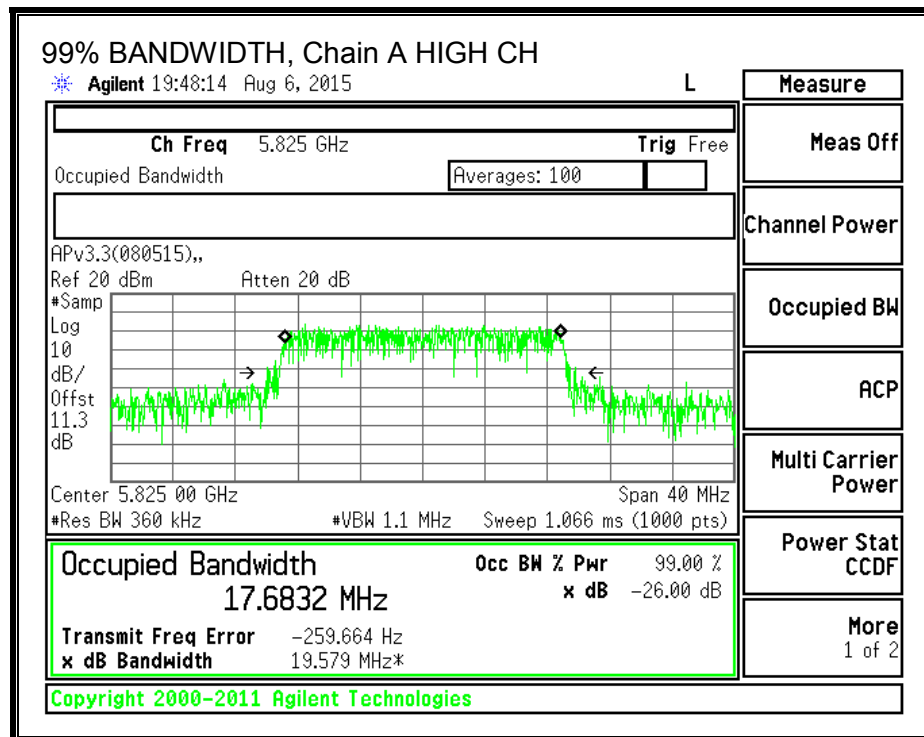 99% BANDWIDTH, Chain A HIGH CH
Agilent 19:48:14 Aug 6, 2015 L
Ch Freq 5.825 GHz Trig Free
Occupied Bandwidth Averages: 100
APv3.3(080515),,
Ref 20 dBm Atten 20 dB
#Samp
Log
10
dB/
Offst
11.3
dB
Center 5.825 00 GHz Span 40 MHz
#Res BW 360 kHz #VBW 1.1 MHz Sweep 1.066 ms (1000 pts)
Occupied Bandwidth Occ BW % Pwr 99.00 %
17.6832 MHz x dB -26.00 dB
Transmit Freq Error -259.664 Hz
x dB Bandwidth 19.579 MHz*
Copyright 2000-2011 Agilent Technologies
Measure
Meas Off
Channel Power
Occupied BW
ACP
Multi Carrier
Power
Power Stat
CCDF
More
1 of 2